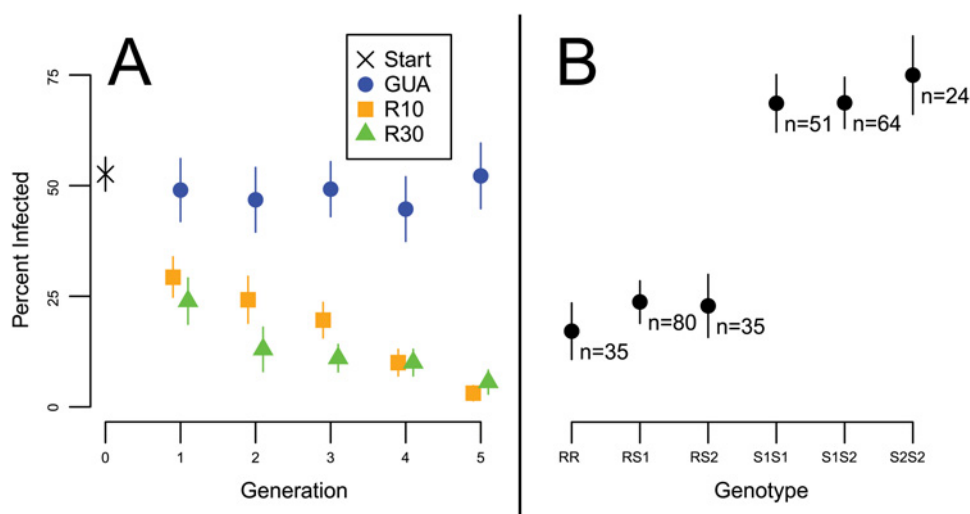 A
Start
GUA
R10
R30
75
50
25
0
Percent Infected
0 1 2 3 4 5
Generation
B
n=35
n=80
n=35
n=51
n=64
n=24
RR RS1 RS2 S1S1 S1S2 S2S2
Genotype